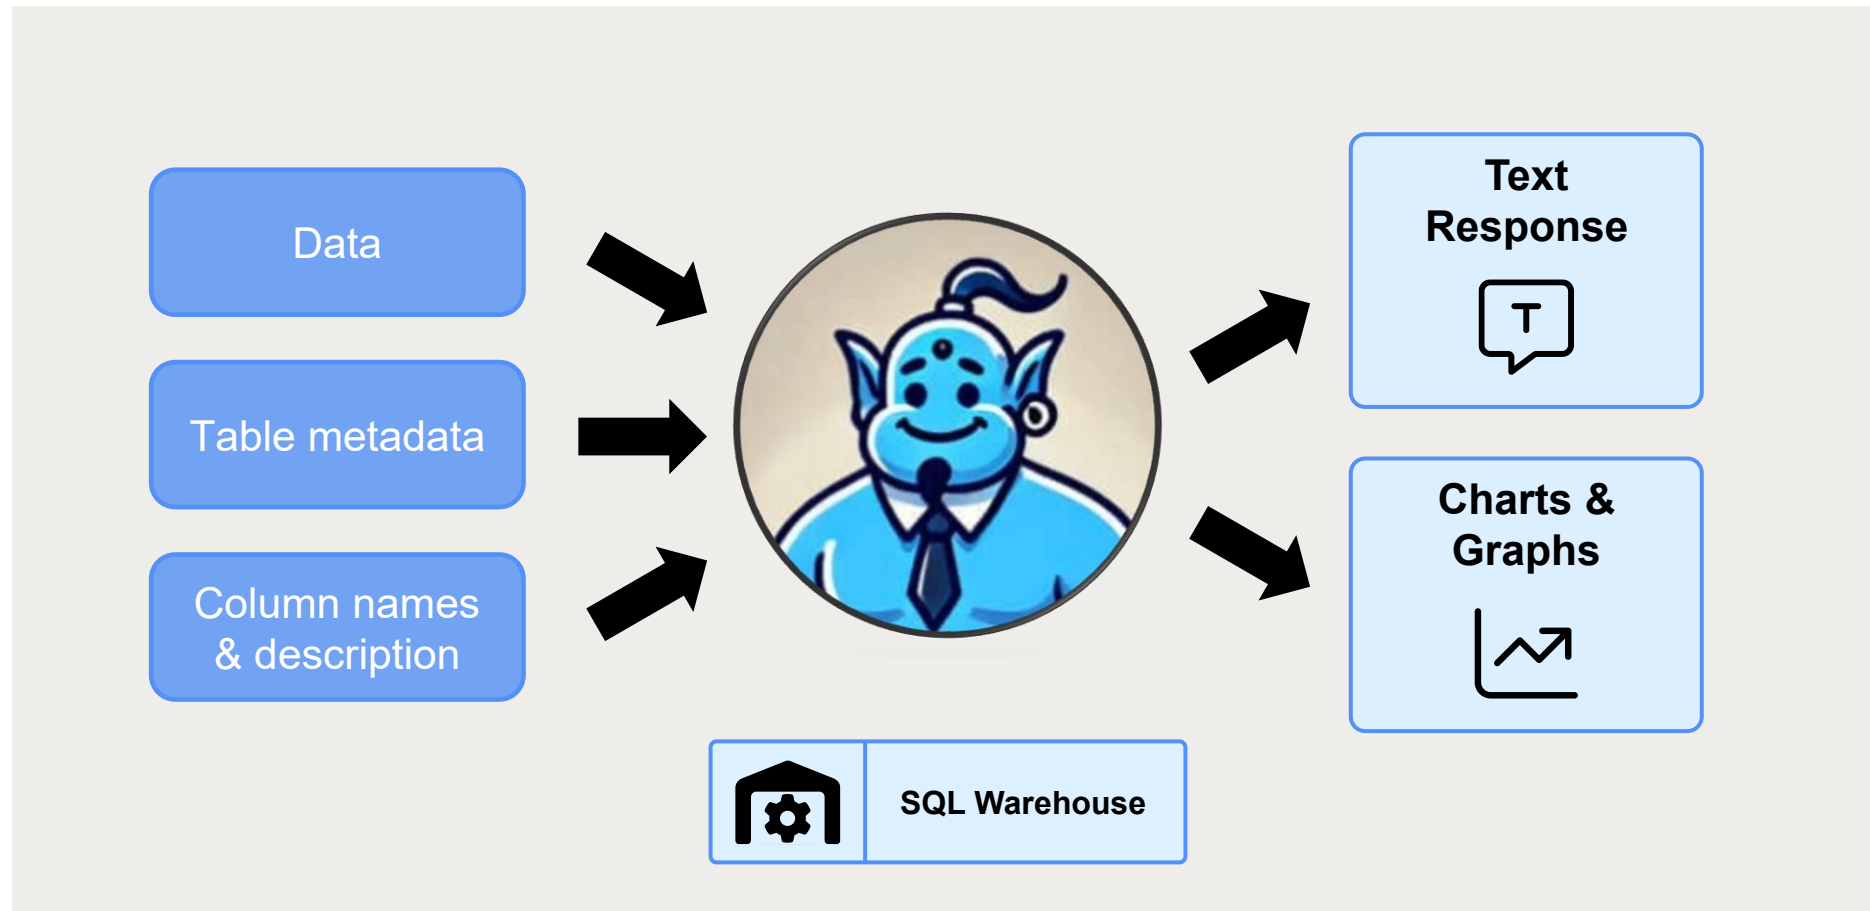 Data
Table metadata
Column names
& description
Text
Response
T
Charts &
Graphs
SQL Warehouse